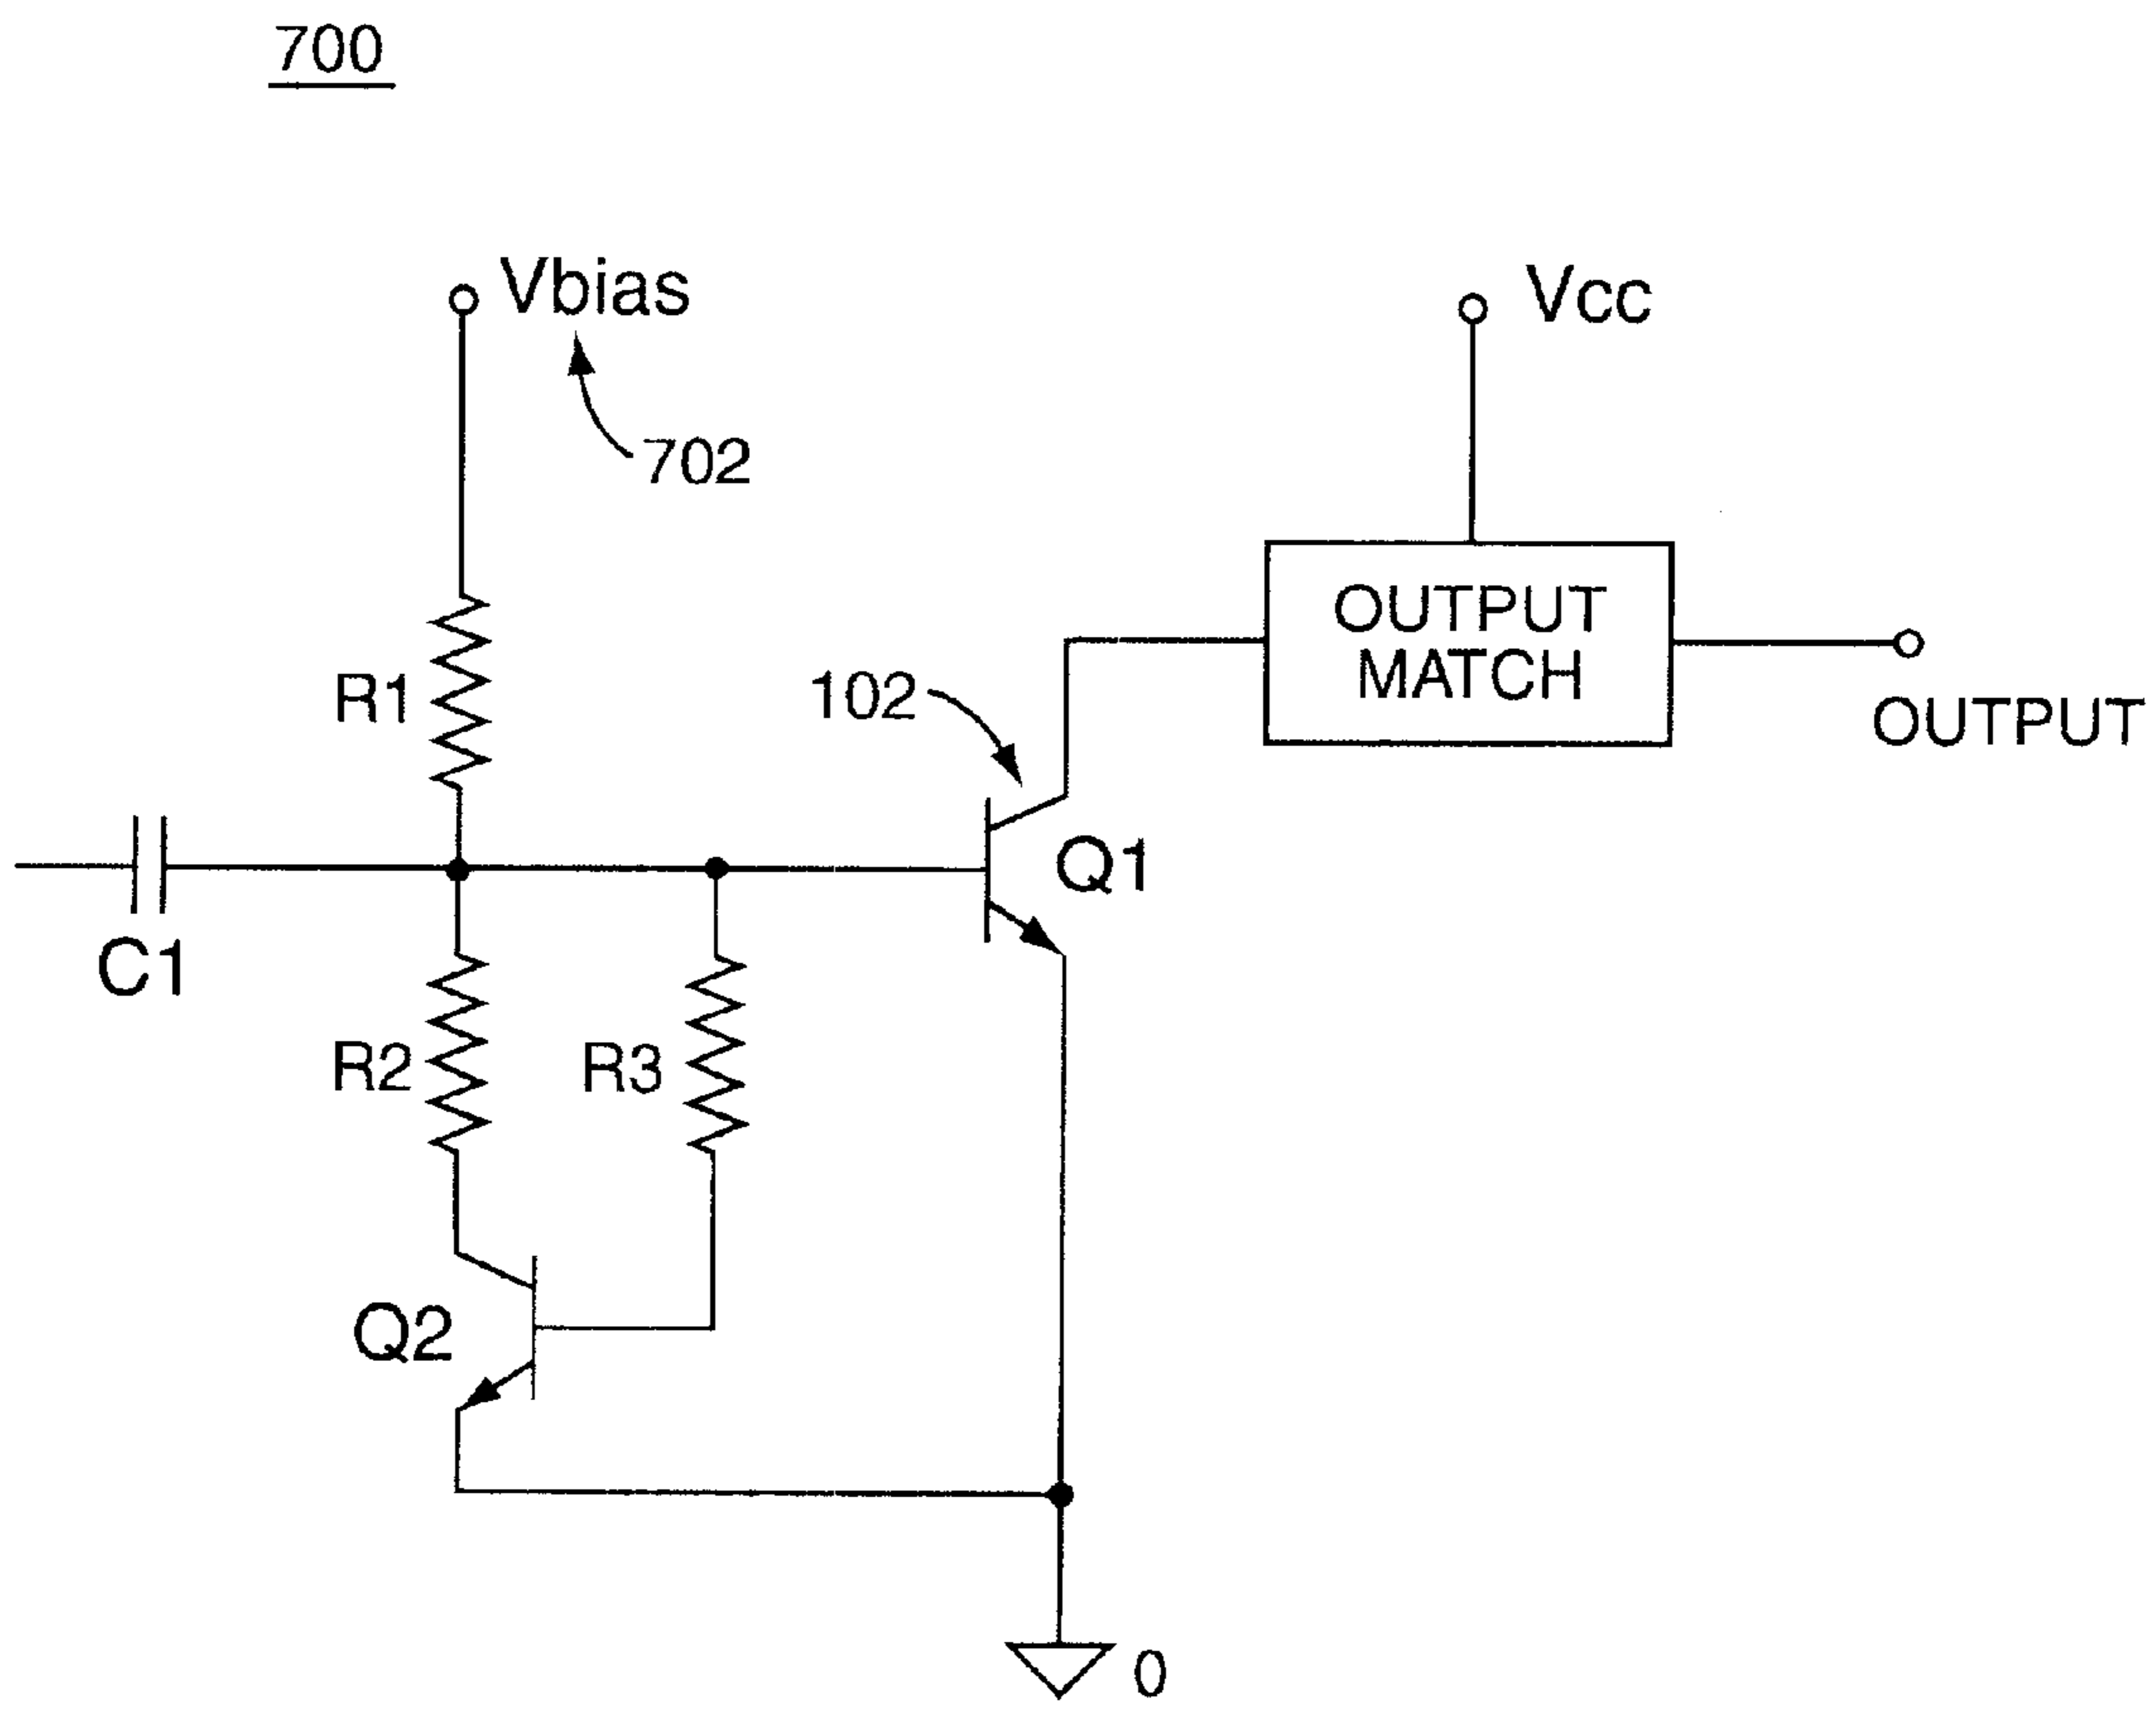 700
Vbias
Vcc
702
OUTPUT
MATCH
R1
102
OUTPUT
Q1
C1
R2
R3
Q2
0